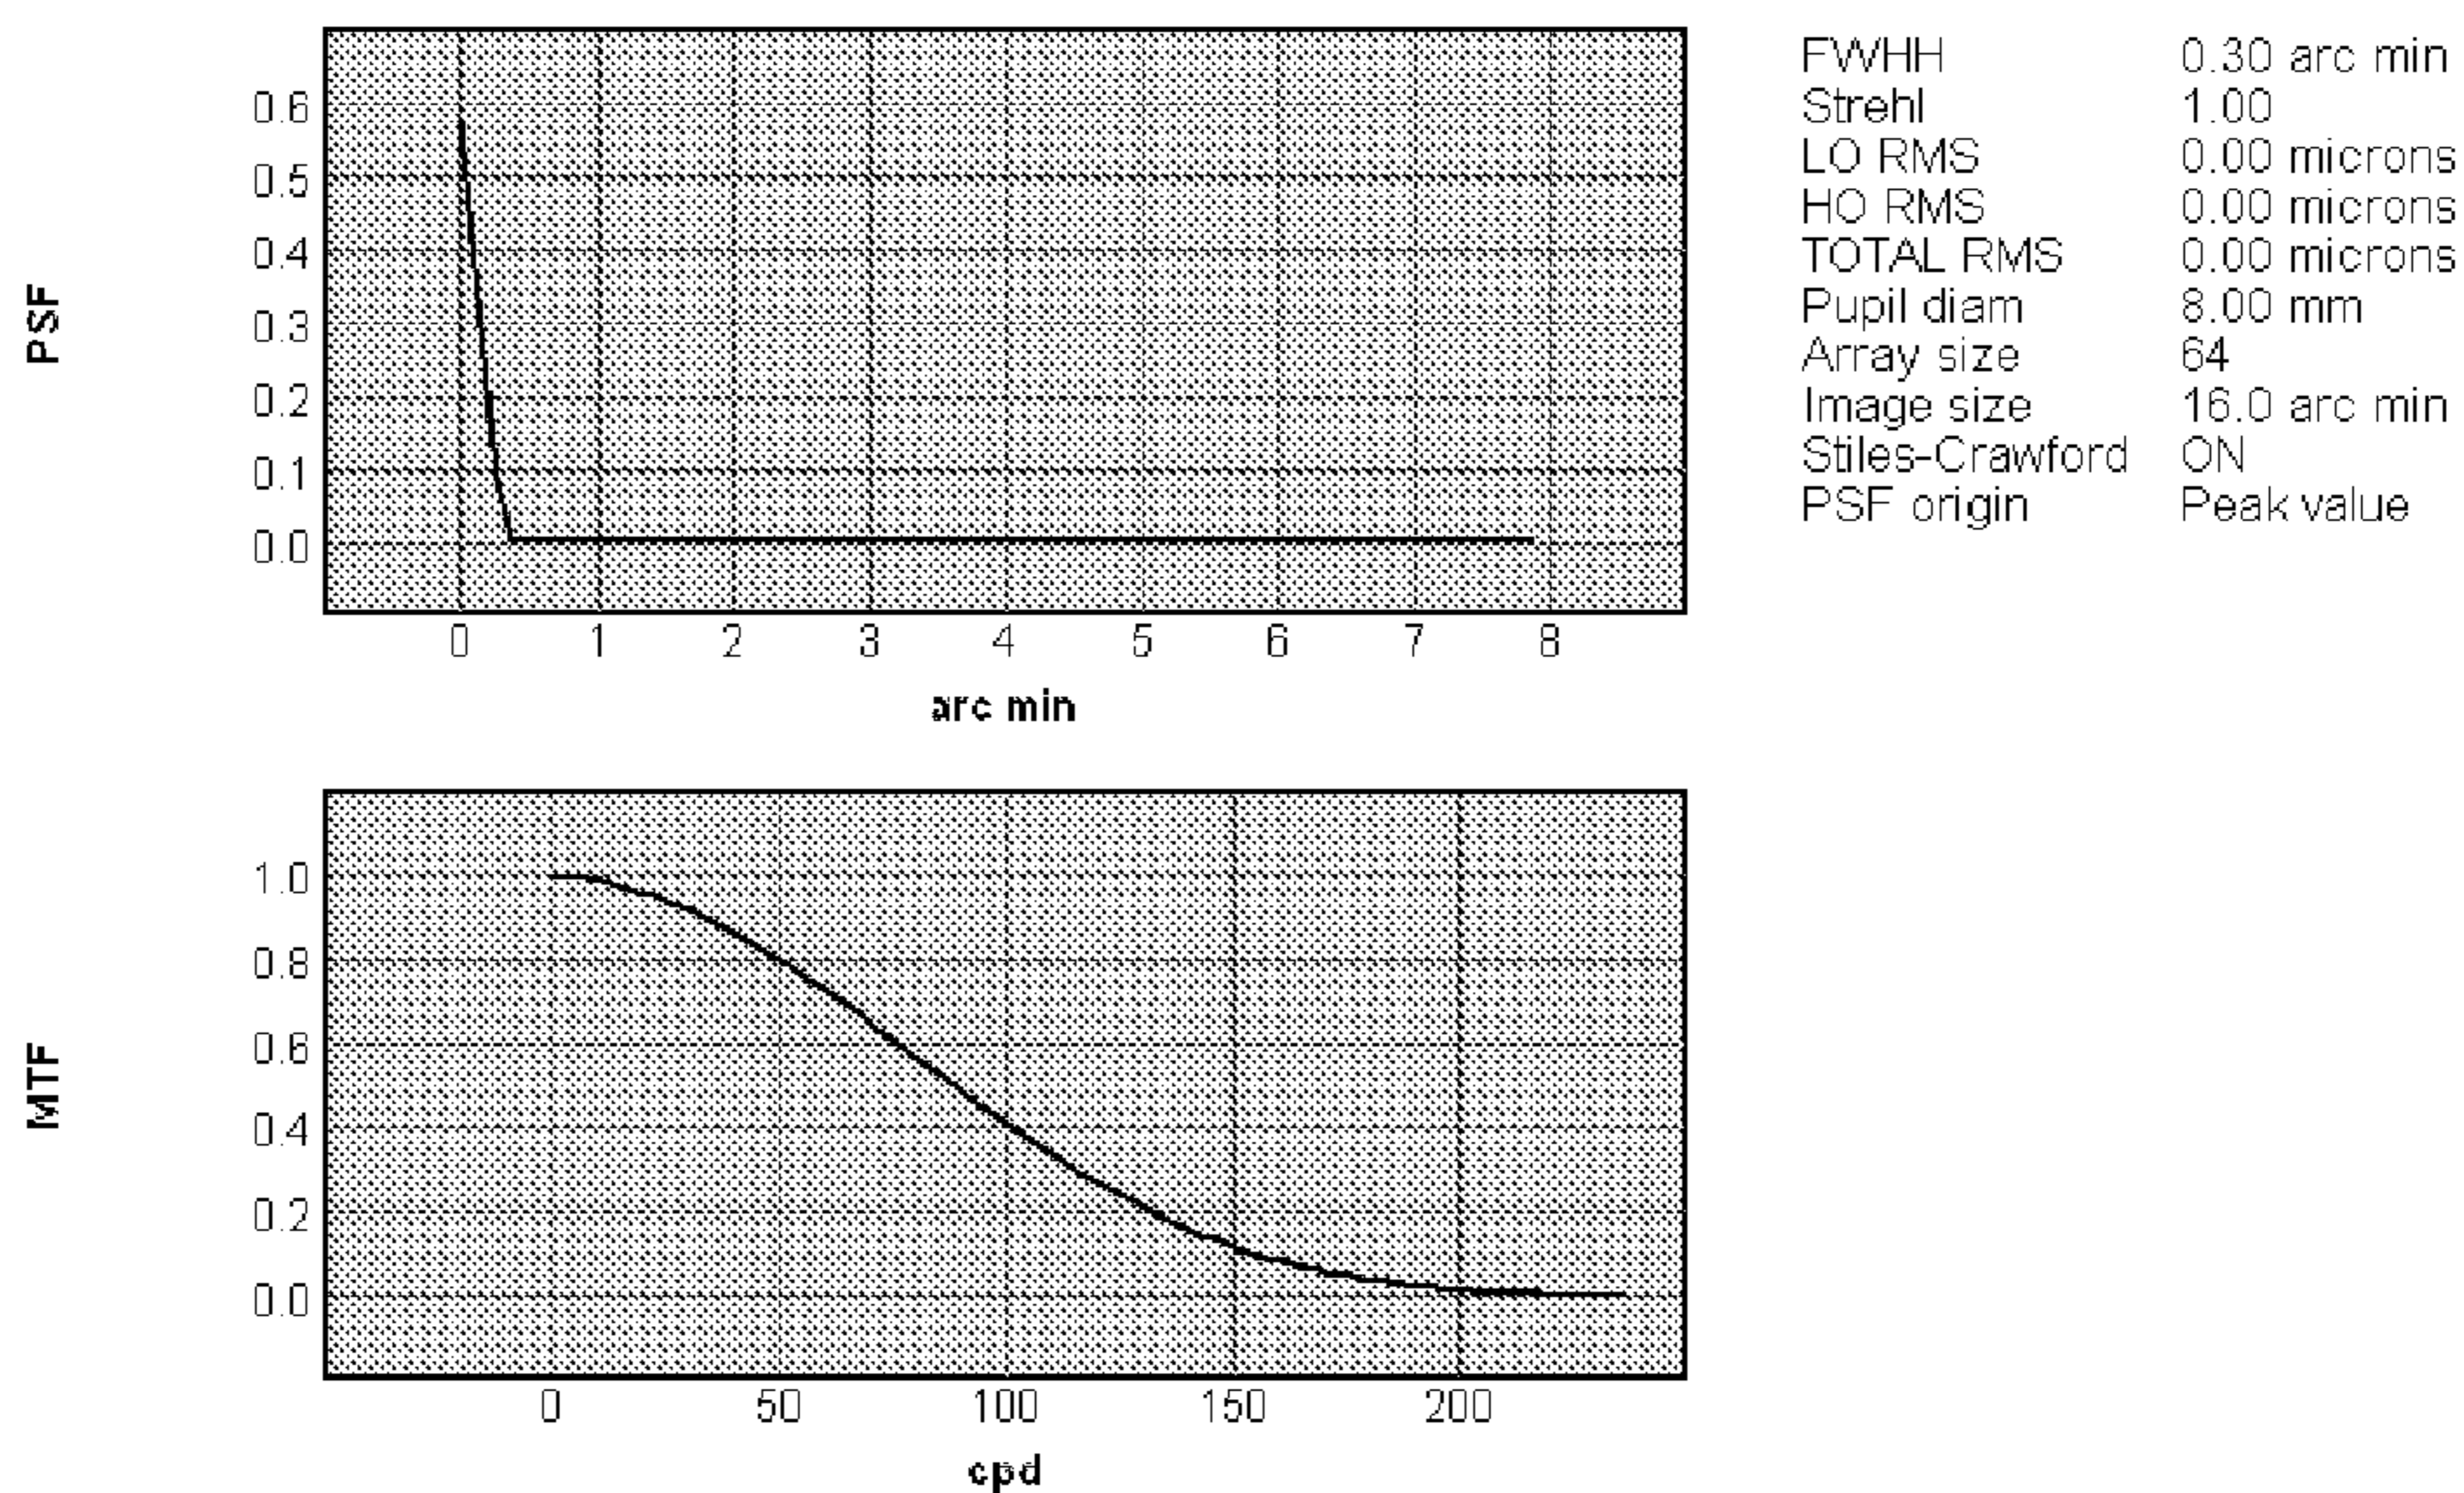 PSF
0.6
0.5
0.4
0.3
0.2
0.1
0.0
0 1 2 3 4 5 6 7 8
arc min
FWHH 0.30 arc min
Strehl 1.00
LO RMS 0.00 microns
HO RMS 0.00 microns
TOTAL RMS 0.00 microns
Pupil diam 8.00 mm
Array size 64
Image size 16.0 arc min
Stiles-Crawford ON
PSF origin Peak value
MTF
1.0
0.8
0.6
0.4
0.2
0.0
0 50 100 150 200
cpd